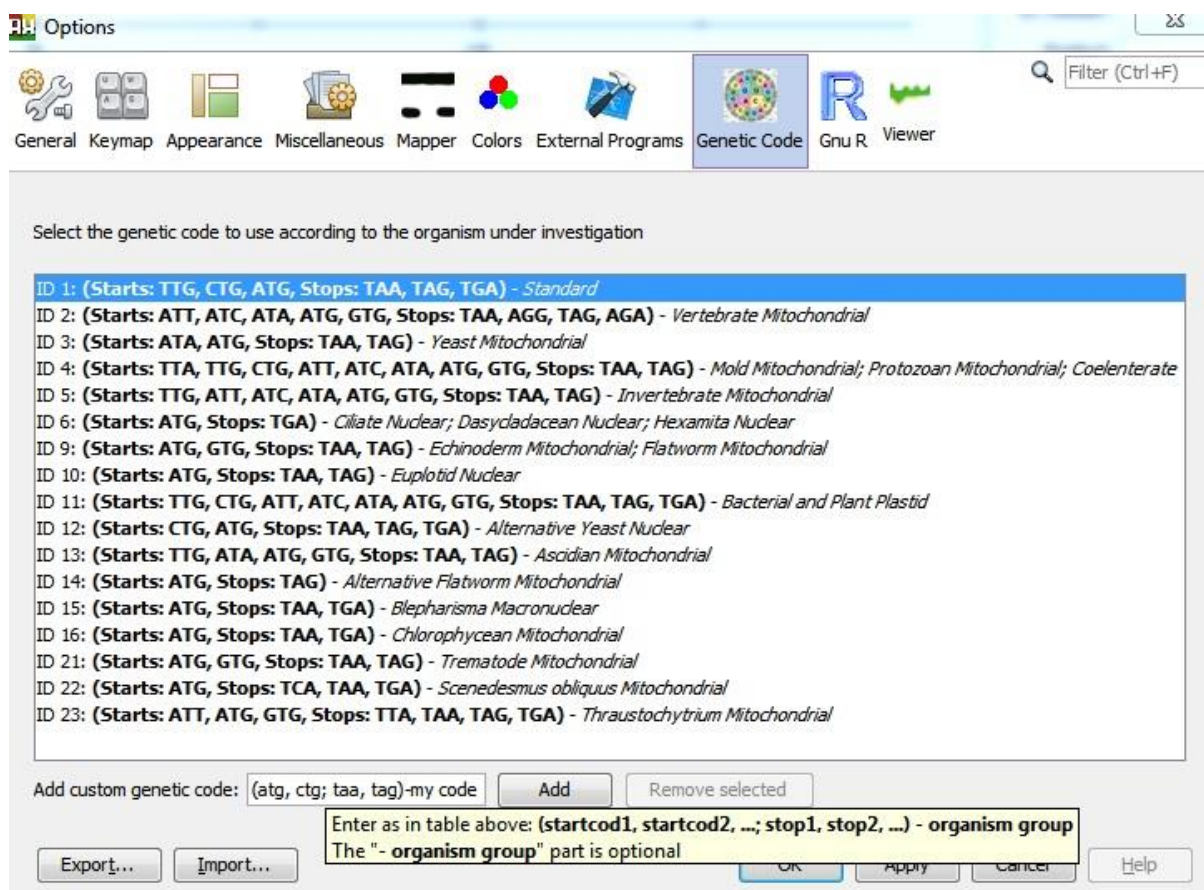 Options
Filter (Ctrl+F)
General Keymap Appearance Miscellaneous Mapper Colors External Programs Genetic Code Gnu R Viewer
Select the genetic code to use according to the organism under investigation
ID 1: (Starts: TTG, CTG, ATG, Stops: TAA, TAG, TGA) - Standard
ID 2: (Starts: ATT, ATC, ATA, ATG, GTG, Stops: TAA, AGG, TAG, AGA) - Vertebrate Mitochondrial
ID 3: (Starts: ATA, ATG, Stops: TAA, TAG) - Yeast Mitochondrial
ID 4: (Starts: TTA, TTG, CTG, ATT, ATC, ATA, ATG, GTG, Stops: TAA, TAG) - Mold Mitochondrial; Protozoan Mitochondrial; Coelenterate
ID 5: (Starts: TTG, ATT, ATC, ATA, ATG, GTG, Stops: TAA, TAG) - Invertebrate Mitochondrial
ID 6: (Starts: ATG, Stops: TGA) - Ciliate Nuclear; Dasycladacean Nuclear; Hexamita Nuclear
ID 9: (Starts: ATG, GTG, Stops: TAA, TAG) - Echinoderm Mitochondrial; Flatworm Mitochondrial
ID 10: (Starts: ATG, Stops: TAA, TAG) - Euplotid Nuclear
ID 11: (Starts: TTG, CTG, ATT, ATC, ATA, ATG, GTG, Stops: TAA, TAG, TGA) - Bacterial and Plant Plastid
ID 12: (Starts: CTG, ATG, Stops: TAA, TAG, TGA) - Alternative Yeast Nuclear
ID 13: (Starts: TTG, ATA, ATG, GTG, Stops: TAA, TAG) - Ascidian Mitochondrial
ID 14: (Starts: ATG, Stops: TAG) - Alternative Flatworm Mitochondrial
ID 15: (Starts: ATG, Stops: TAA, TGA) - Blepharisma Macronuclear
ID 16: (Starts: ATG, Stops: TAA, TGA) - Chlorophycean Mitochondrial
ID 21: (Starts: ATG, GTG, Stops: TAA, TAG) - Trematode Mitochondrial
ID 22: (Starts: ATG, Stops: TCA, TAA, TGA) - Scenedesmus obliquus Mitochondrial
ID 23: (Starts: ATT, ATG, GTG, Stops: TTA, TAA, TAG, TGA) - Thraustochytrium Mitochondrial
Add custom genetic code: (atg, ctg; taa, tag)-my code Add Remove selected
Enter as in table above: (startcod1, startcod2, ...; stop1, stop2, ...) - organism group
The "- organism group" part is optional
Export... Import... OK Apply Cancel Help